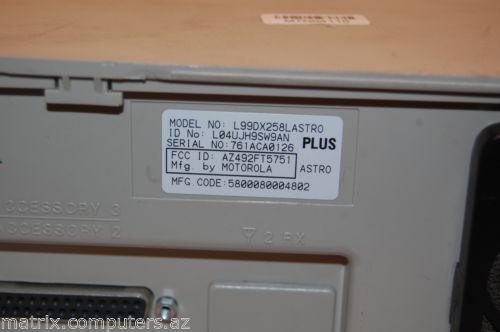 MODEL NO: L99DX258LASTRO
ID No: L04UJH9SW9AN
SERIAL NO:761ACA0126 PLUS
FCC ID: AZ492FT5751
Mfg. by MOTOROLA ASTRO
MFG.CODE:5800080004802
ACCESSORY 3
ACCESSORY 2
2 RX
matrix.computers.az